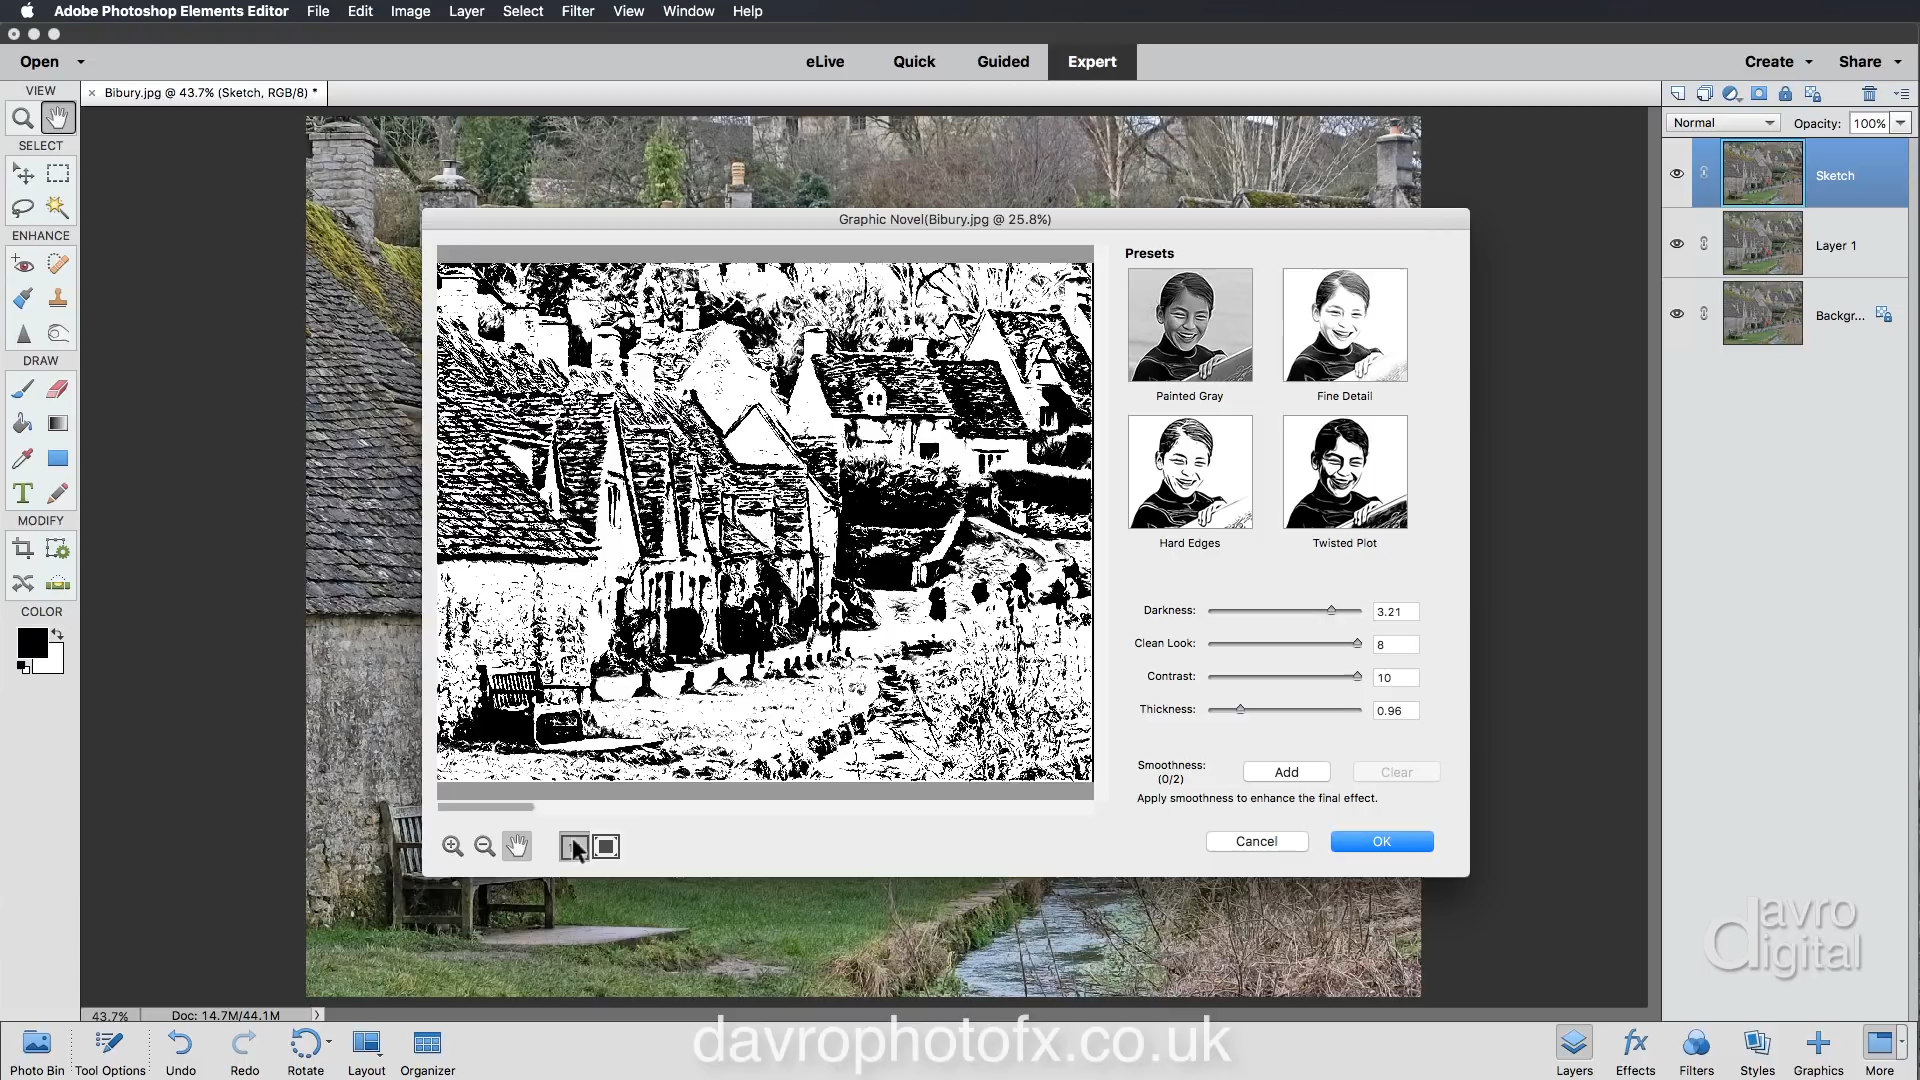 Adobe Photoshop Elements Editor File Edit Image Layer Select Filter View Window Help
Open eLive Quick Guided Expert Create Share
VIEW
Bibury.jpg @ 43.7% (Sketch, RGB/8) *
Normal Opacity: 100%
SELECT
Sketch
ENHANCE
Layer 1
Backgr...
DRAW
MODIFY
COLOR
Graphic Novel(Bibury.jpg @ 25.8%)
Presets
Painted Gray Fine Detail
Hard Edges Twisted Plot
Darkness: 3.21
Clean Look: 8
Contrast: 10
Thickness: 0.96
Smoothness:
(0/2)
Add Clear
Apply smoothness to enhance the final effect.
Cancel OK
davro
digital
43.7% Doc: 14.7M/44.1M
davrophotofx.co.uk
Photo Bin Tool Options Undo Redo Rotate Layout Organizer Layers Effects Filters Styles Graphics More